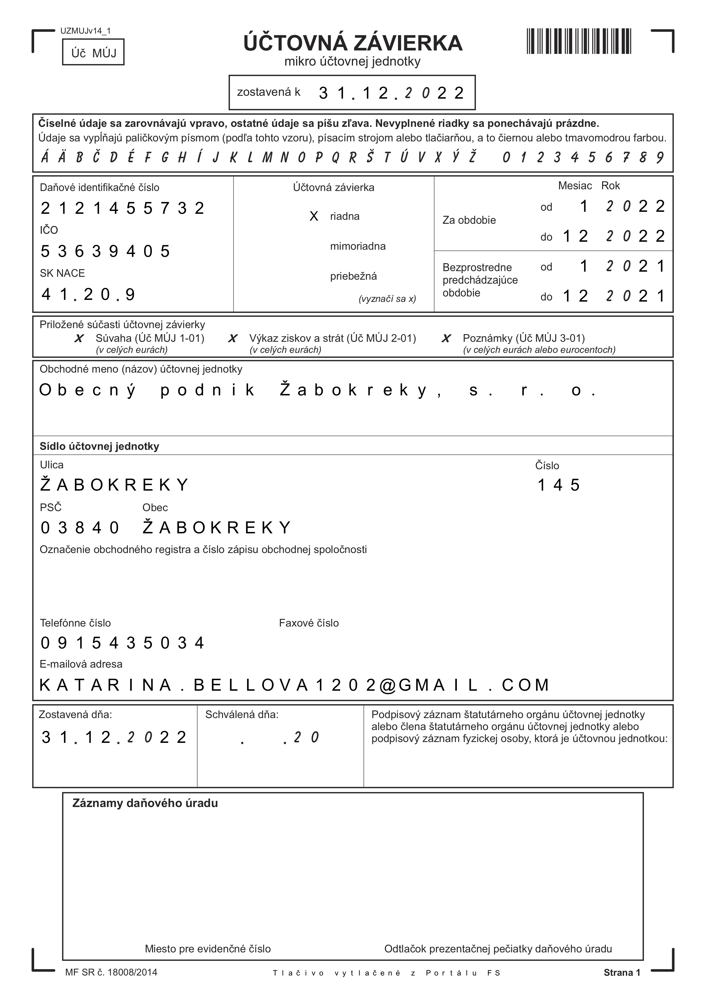 UZMUJv14_1
Úč MÚJ
ÚČTOVNÁ ZÁVIERKA
mikro účtovnej jednotky
zostavená k 31.12.2022
Číselné údaje sa zarovnávajú vpravo, ostatné údaje sa píšu zľava. Nevyplnené riadky sa ponechávajú prázdne.
Údaje sa vypĺňajú paličkovým písmom (podľa tohto vzoru), písacím strojom alebo tlačiarňou, a to čiernou alebo tmavomodrou farbou.
Á Ä B Č D É F G H Í J K L M N O P Q R Š T Ú V X Ý Ž 0 1 2 3 4 5 6 7 8 9
Daňové identifikačné číslo
2121455732
IČO
53639405
SK NACE
41.20.9
Účtovná závierka
X riadna
mimoriadna
priebežná
(vyznačí sa x)
Mesiac Rok
Za obdobie
od 1 2022
do 12 2022
Bezprostredne predchádzajúce obdobie
od 1 2021
do 12 2021
Priložené súčasti účtovnej závierky
X Súvaha (Úč MÚJ 1-01) X Výkaz ziskov a strát (Úč MÚJ 2-01) X Poznámky (Úč MÚJ 3-01)
(v celých eurách) (v celých eurách) (v celých eurách alebo eurocentoch)
Obchodné meno (názov) účtovnej jednotky
Obecný podnik Žabokreky, s. r. o.
Sídlo účtovnej jednotky
Ulica Číslo
ŽABOKREKY 145
PSČ Obec
03840 ŽABOKREKY
Označenie obchodného registra a číslo zápisu obchodnej spoločnosti
Telefónne číslo Faxové číslo
0915435034
E-mailová adresa
KATARINA.BELLOVA1202@GMAIL.COM
Zostavená dňa:
31.12.2022
Schválená dňa:
. .20
Podpisový záznam štatutárneho orgánu účtovnej jednotky
alebo člena štatutárneho orgánu účtovnej jednotky alebo
podpisový záznam fyzickej osoby, ktorá je účtovnou jednotkou:
Záznamy daňového úradu
Miesto pre evidenčné číslo Odtlačok prezentačnej pečiatky daňového úradu
MF SR č. 18008/2014 Tlačivo vytlačené z Portálu FS Strana 1